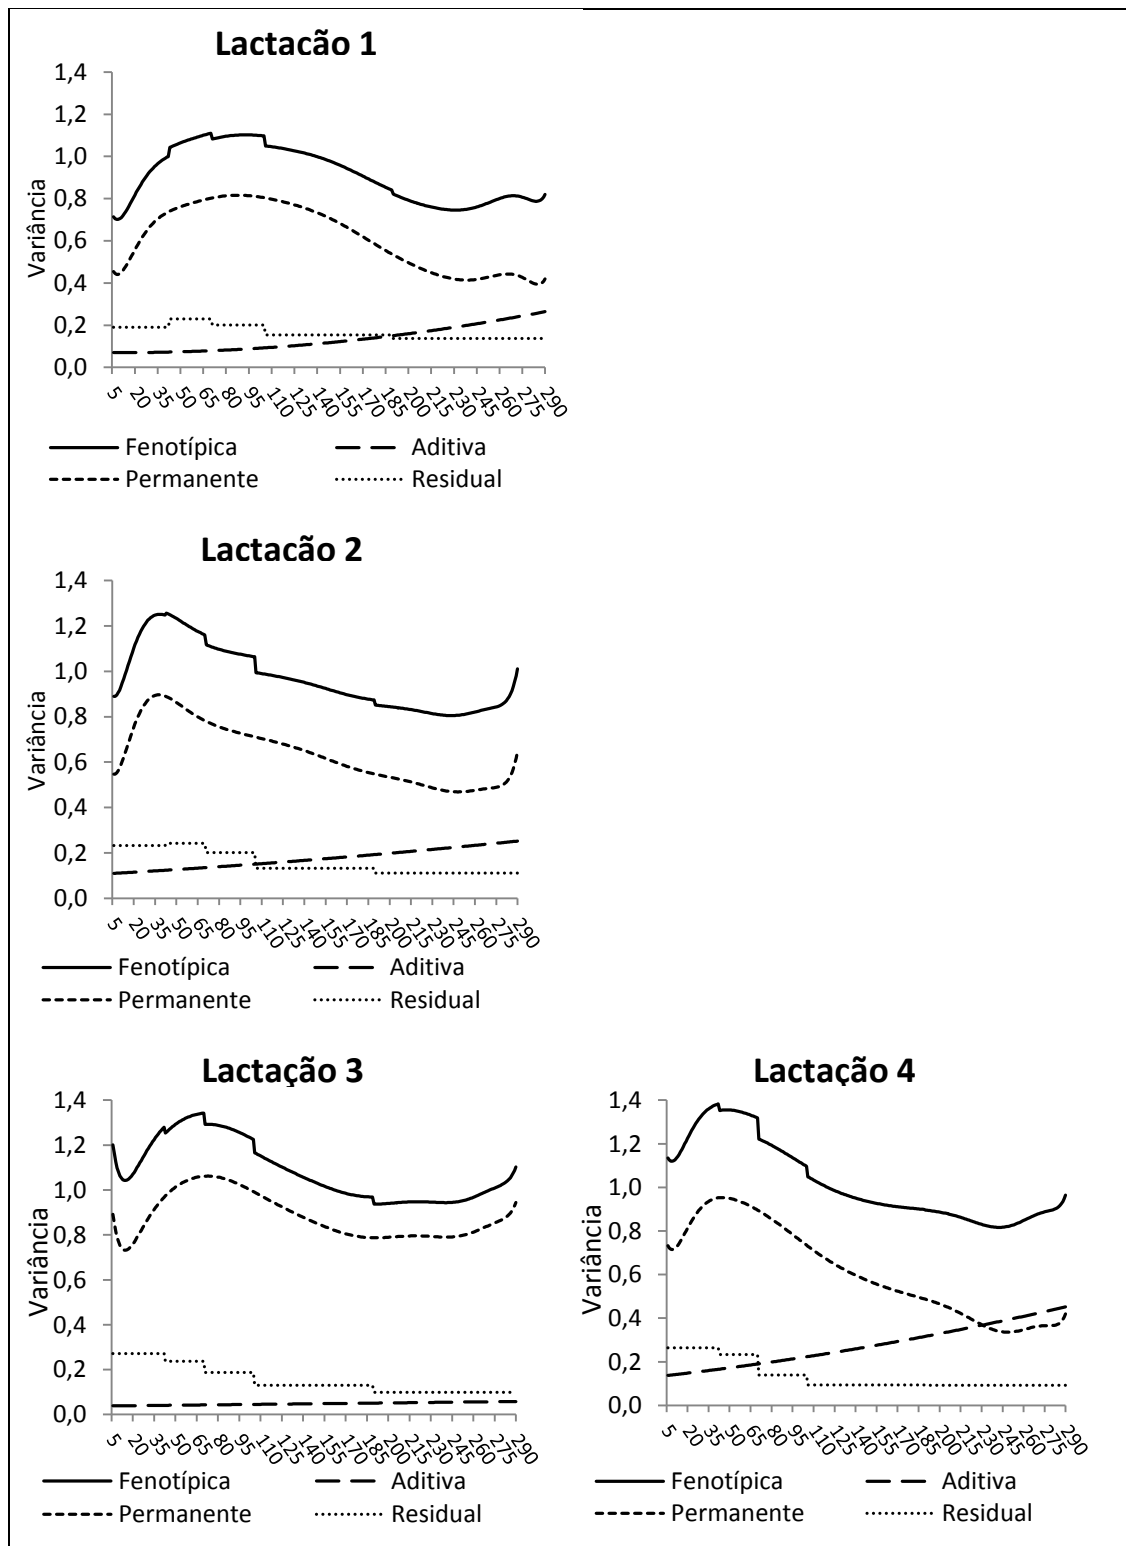 Lactação 1
1,4
1,2
1,0
0,8
0,6
0,4
0,2
0,0
Variância
5 20 35 50 65 80 95 110 125 140 155 170 185 200 215 230 245 260 275 290
Fenotípica Aditiva
Permanente Residual
Lactação 2
1,4
1,2
1,0
0,8
0,6
0,4
0,2
0,0
Variância
5 20 35 50 65 80 95 110 125 140 155 170 185 200 215 230 245 260 275 290
Fenotípica Aditiva
Permanente Residual
Lactação 3
1,4
1,2
1,0
0,8
0,6
0,4
0,2
0,0
Variância
5 20 35 50 65 80 95 110 125 140 155 170 185 200 215 230 245 260 275 290
Fenotípica Aditiva
Permanente Residual
Lactação 4
1,4
1,2
1,0
0,8
0,6
0,4
0,2
0,0
Variância
5 20 35 50 65 80 95 110 125 140 155 170 185 200 215 230 245 260 275 290
Fenotípica Aditiva
Permanente Residual